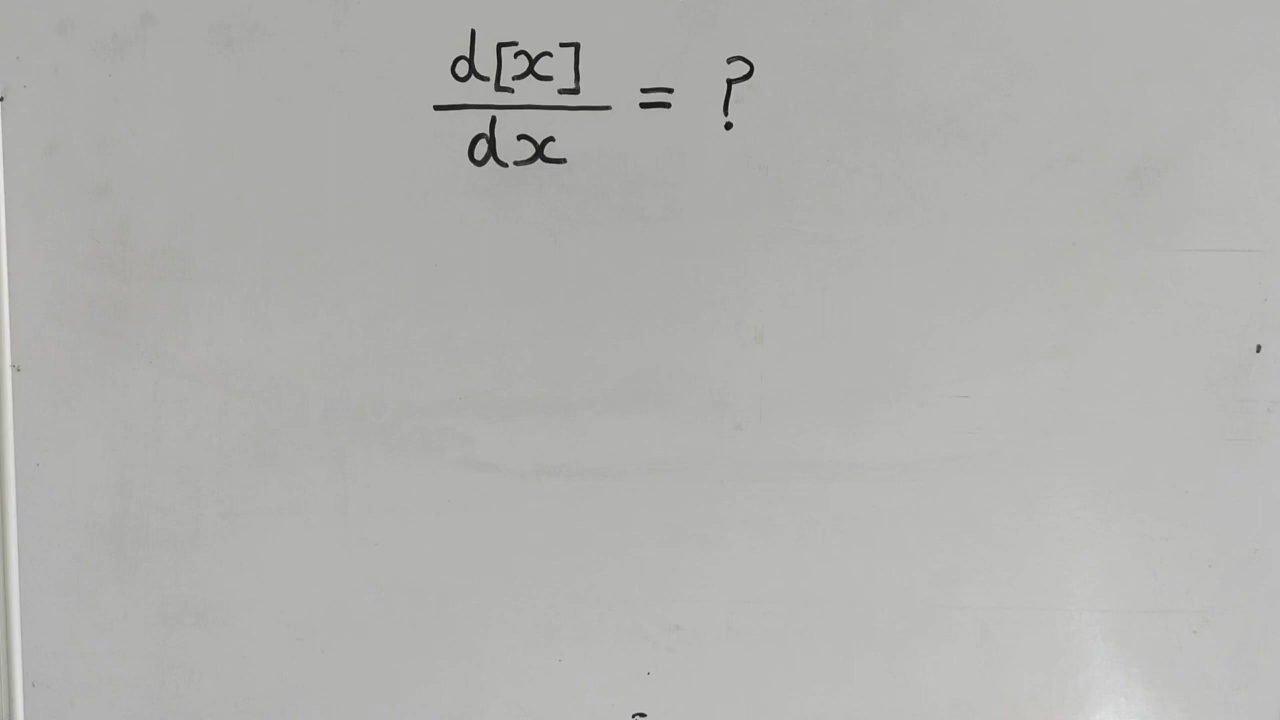 d[x]/dx = ?